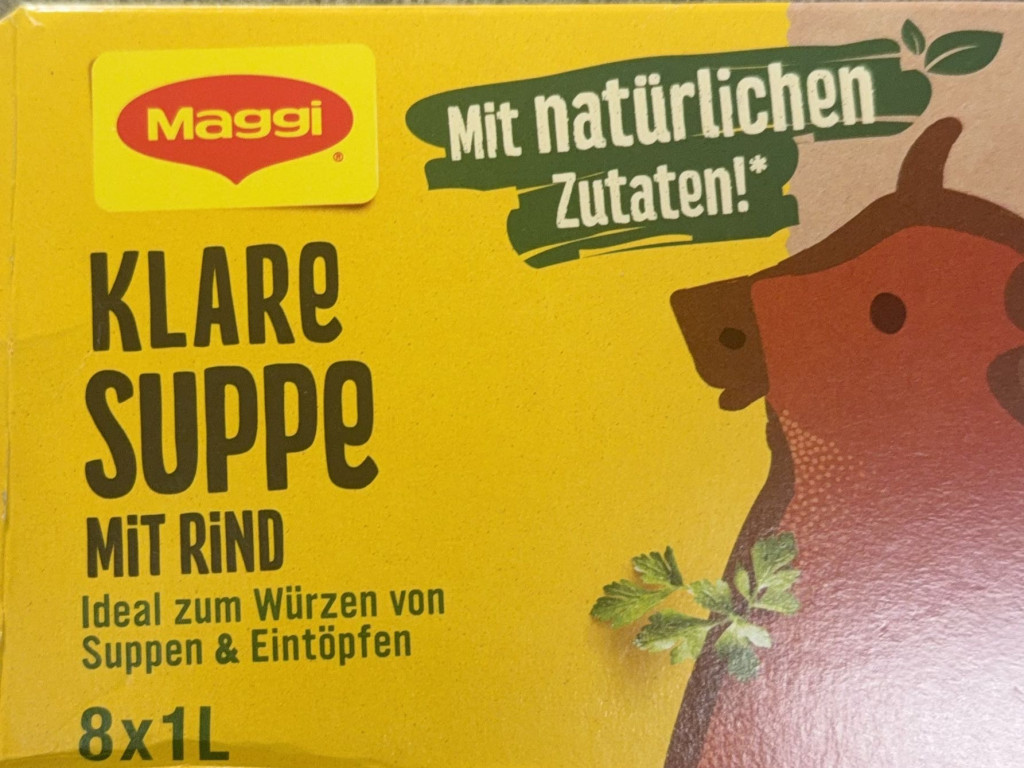 Maggi
®
Mit natürlichen
Zutaten!*
KLARE
SUPPE
MIT RIND
Ideal zum Würzen von
Suppen & Eintöpfen
8x1L